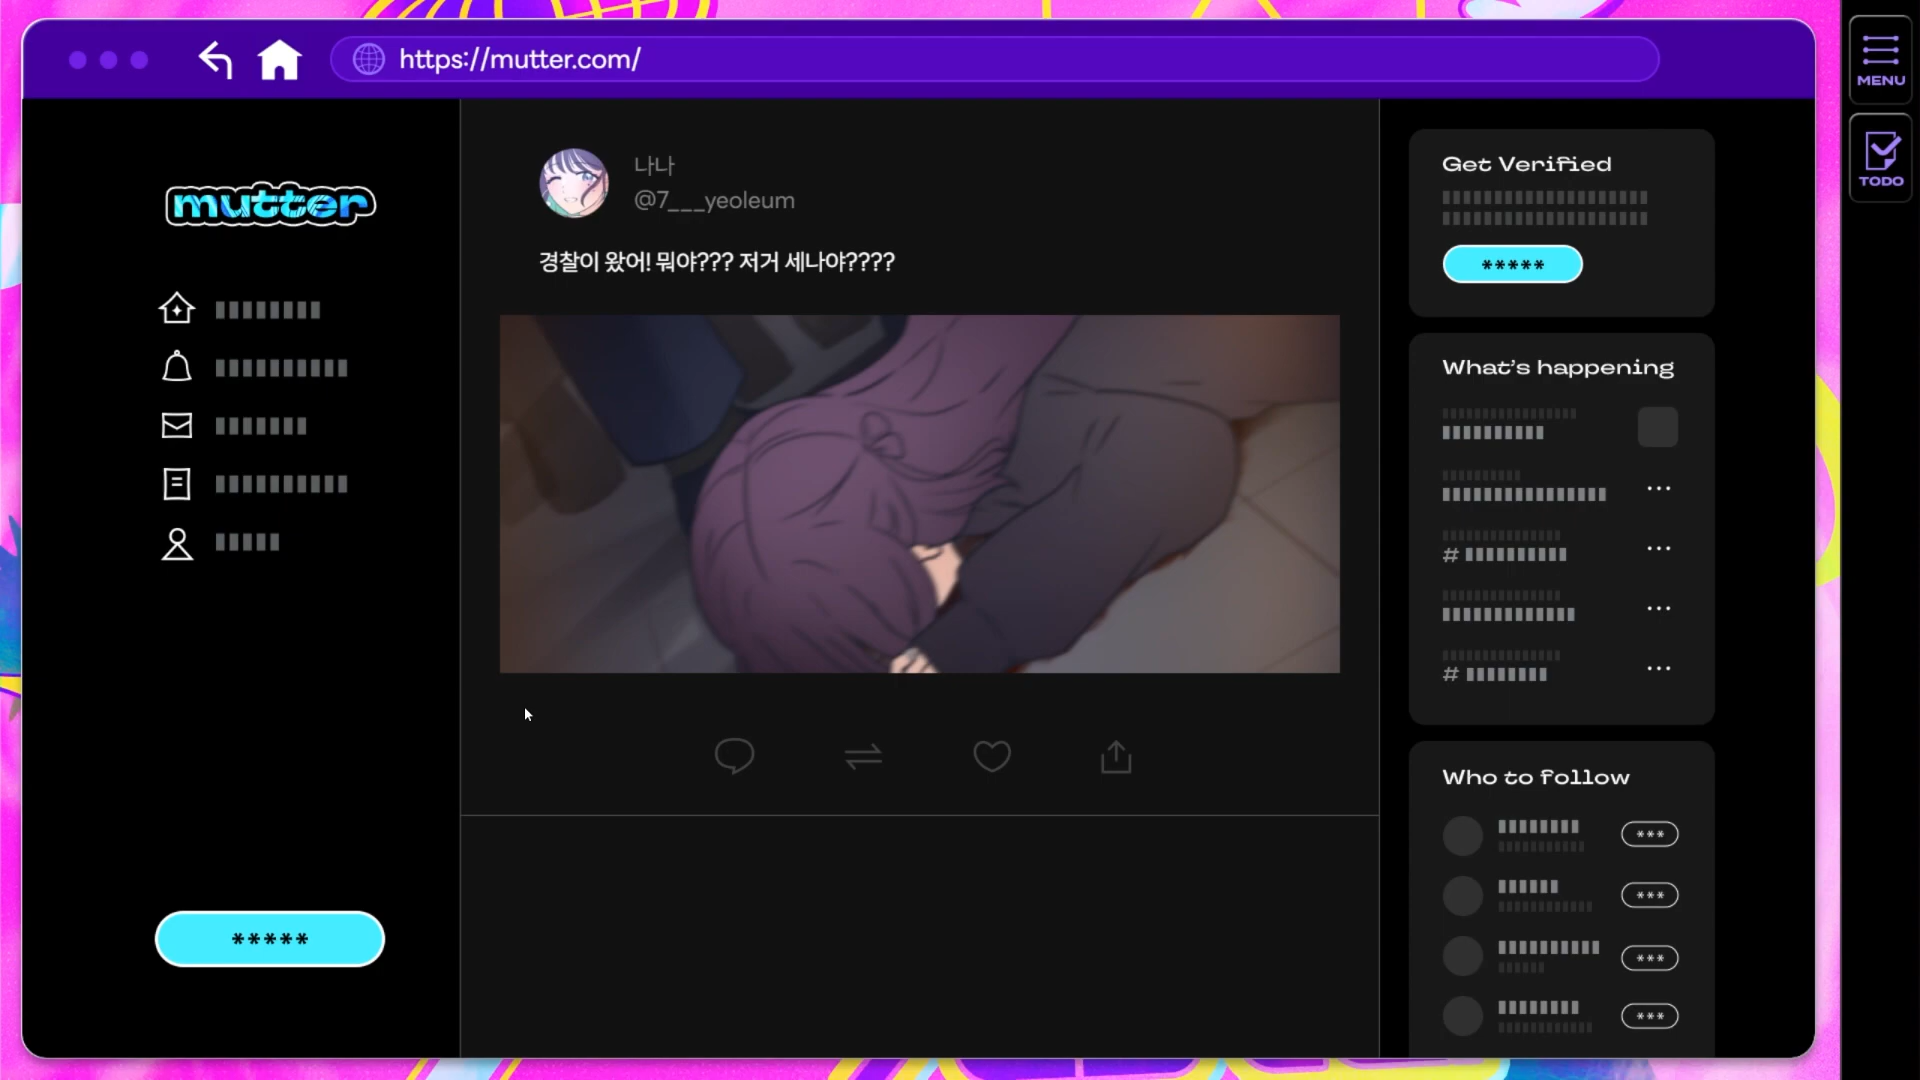 https://mutter.com/
MENU
TODO
mutter
*****
나나
@7___yeoleum
경찰이 왔어! 뭐야??? 저거 세나야????
Get Verified
*****
What's happening
...
# ...
...
# ...
Who to follow
***
***
***
***